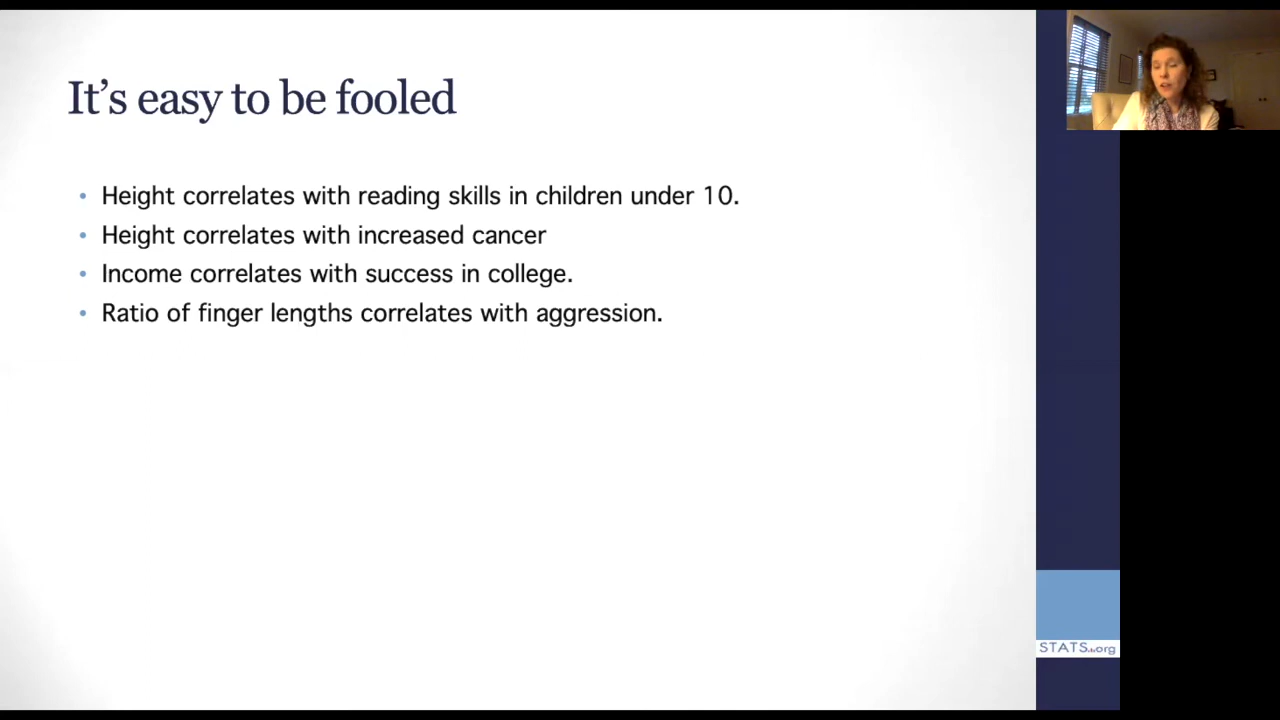 It's easy to be fooled
• Height correlates with reading skills in children under 10.
• Height correlates with increased cancer
• Income correlates with success in college.
• Ratio of finger lengths correlates with aggression.
STATS.org